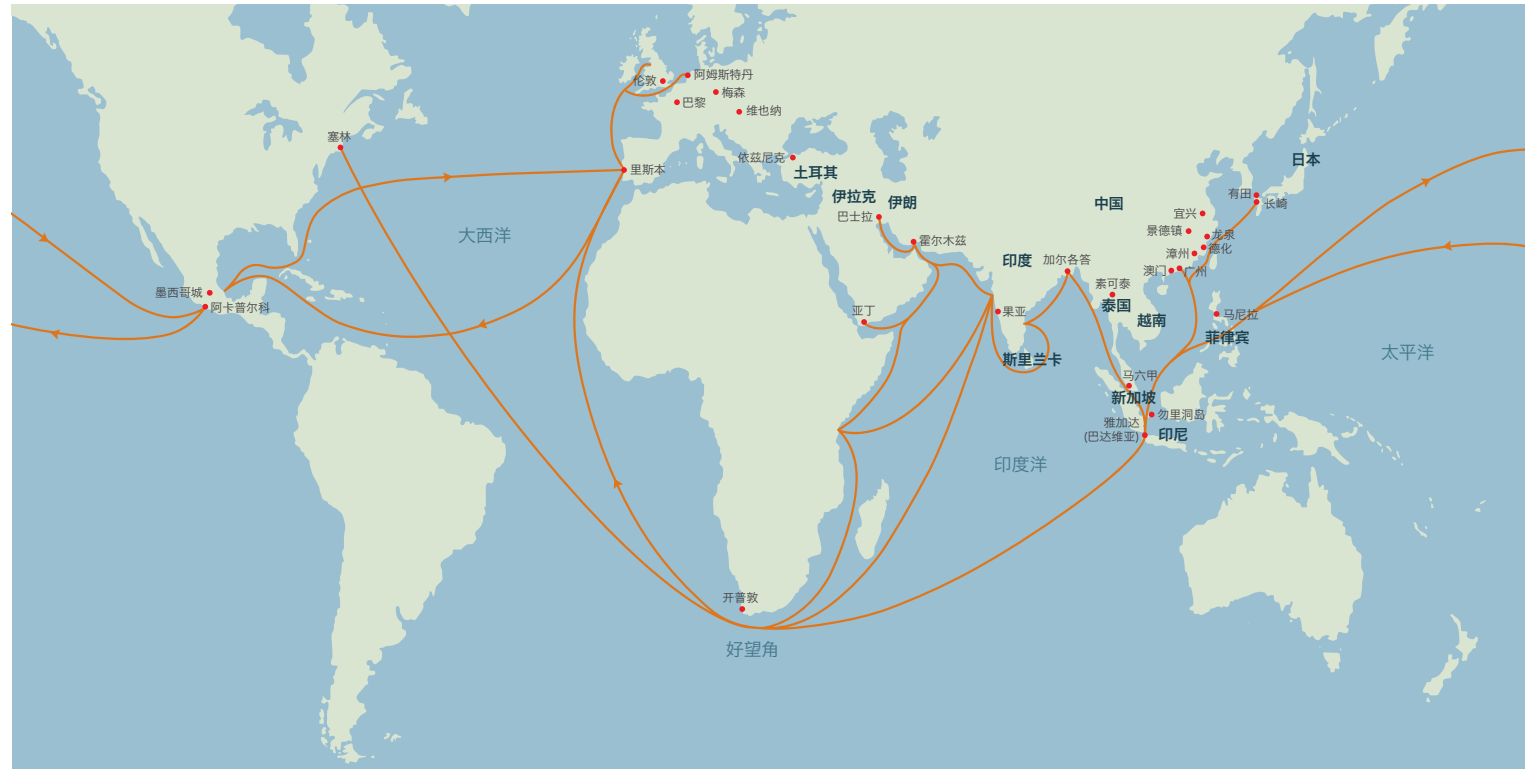 伦敦
阿姆斯特丹
梅森
巴黎
维也纳
塞林
依兹尼克
日本
里斯本
土耳其
伊拉克
伊朗
有田
中国
长崎
巴士拉
宜兴
大西洋
景德镇
龙泉
霍尔木兹
德化
漳州
印度
加尔各答
澳门
广州
素可泰
墨西哥城
阿卡普尔科
泰国
亚丁
果亚
马尼拉
越南
菲律宾
太平洋
斯里兰卡
马六甲
新加坡
勿里洞岛
雅加达
(巴达维亚)
印尼
印度洋
开普敦
好望角